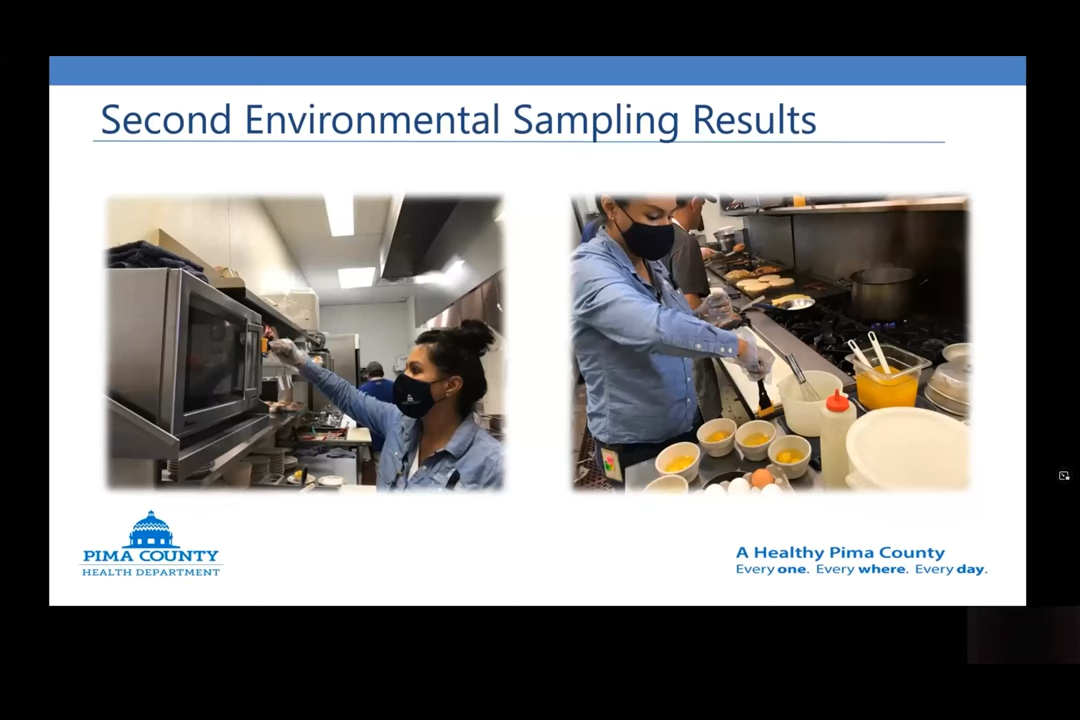 Second Environmental Sampling Results
PIMA COUNTY
HEALTH DEPARTMENT
A Healthy Pima County
Every one. Every where. Every day.